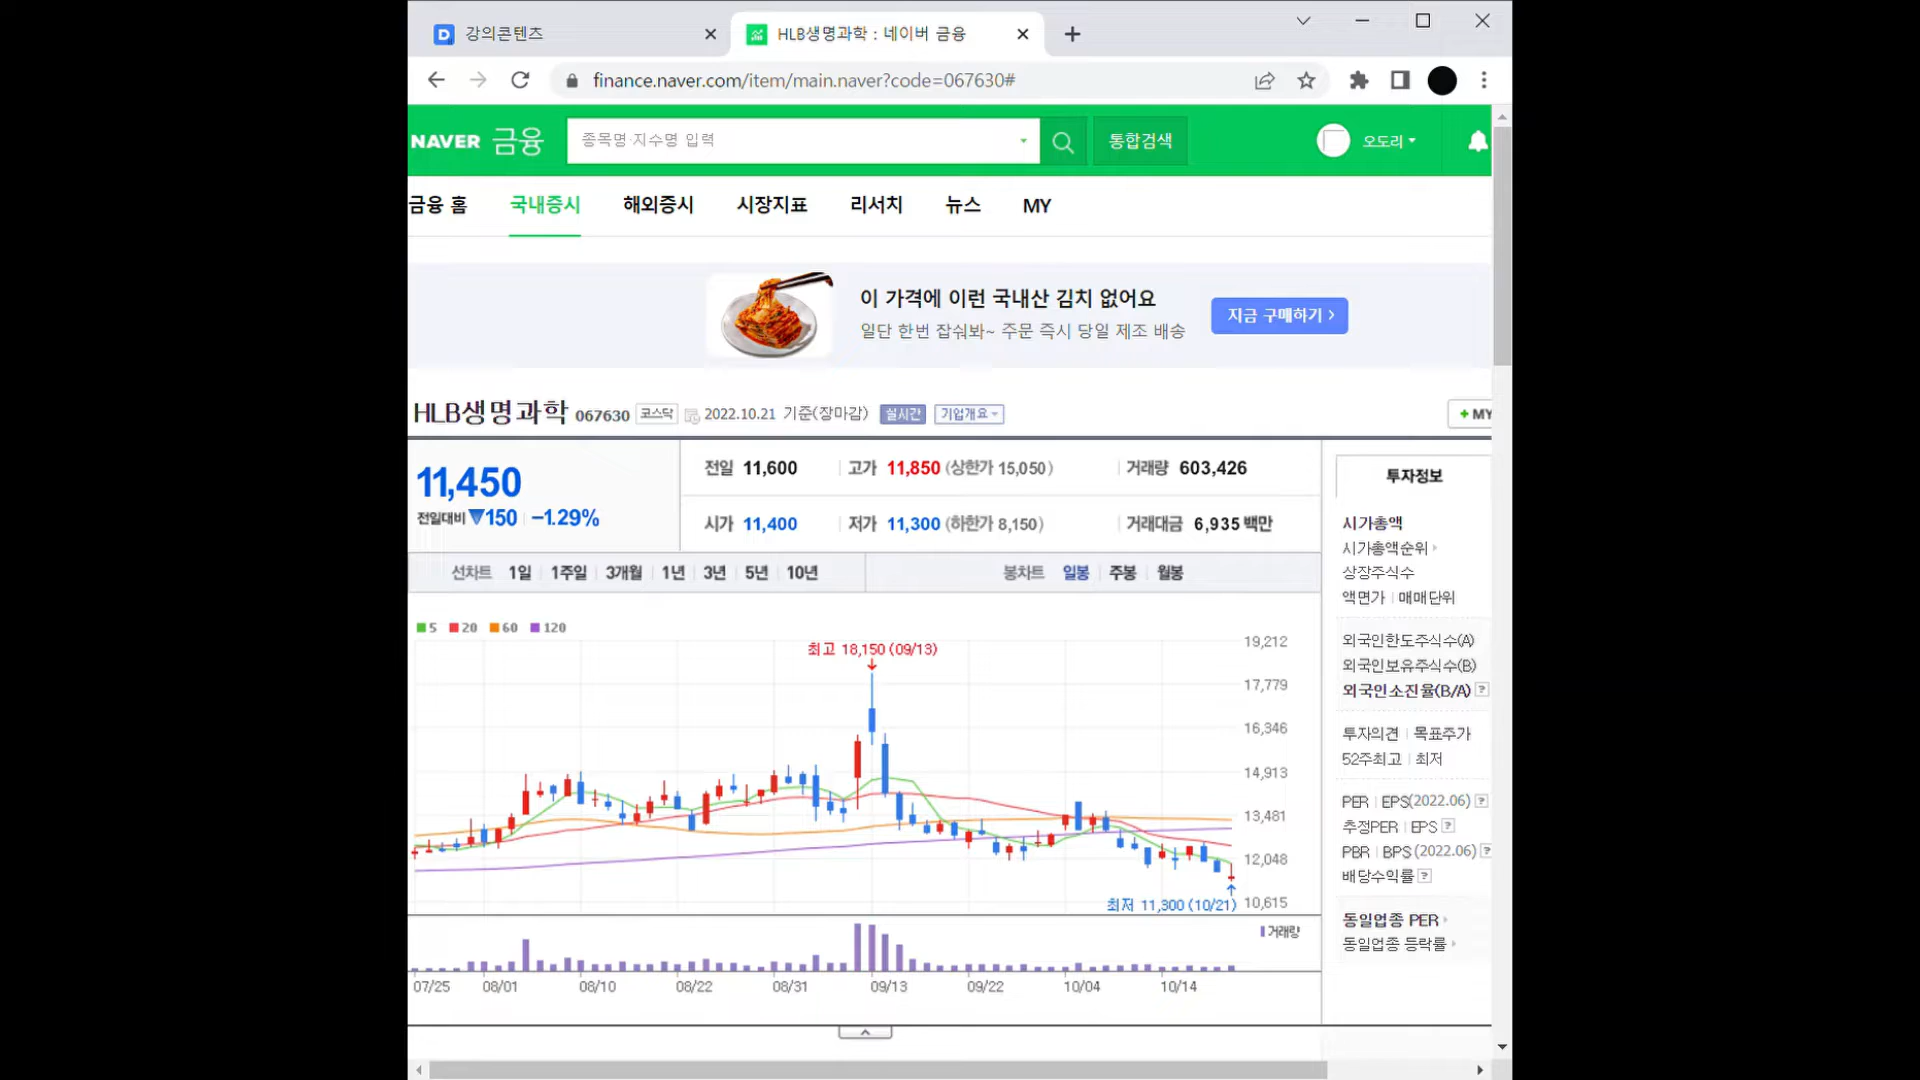 강의콘텐츠
HLB생명과학 : 네이버 금융
finance.naver.com/item/main.naver?code=067630#
NAVER 금융
종목명·지수명 입력
통합검색
오도리
금융 홈 국내증시 해외증시 시장지표 리서치 뉴스 MY
이 가격에 이런 국내산 김치 없어요
일단 한번 잡숴봐~ 주문 즉시 당일 제조 배송
지금 구매하기 >
HLB생명과학 067630 코스닥 2022.10.21 기준(장마감) 실시간 기업개요
+ MY
11,450
전일대비 ▼150 -1.29%
전일 11,600 고가 11,850 (상한가 15,050) 거래량 603,426
시가 11,400 저가 11,300 (하한가 8,150) 거래대금 6,935 백만
선차트 1일 1주일 3개월 1년 3년 5년 10년
봉차트 일봉 주봉 월봉
5 20 60 120
최고 18,150 (09/13)
19,212
17,779
16,346
14,913
13,481
12,048
10,615
최저 11,300 (10/21)
거래량
07/25 08/01 08/10 08/22 08/31 09/13 09/22 10/04 10/14
투자정보
시가총액
시가총액순위
상장주식수
액면가 | 매매단위
외국인한도주식수(A)
외국인보유주식수(B)
외국인소진율(B/A) ?
투자의견 | 목표주가
52주최고 | 최저
PER | EPS(2022.06) ?
추정PER | EPS ?
PBR | BPS (2022.06) ?
배당수익률 ?
동일업종 PER
동일업종 등락률